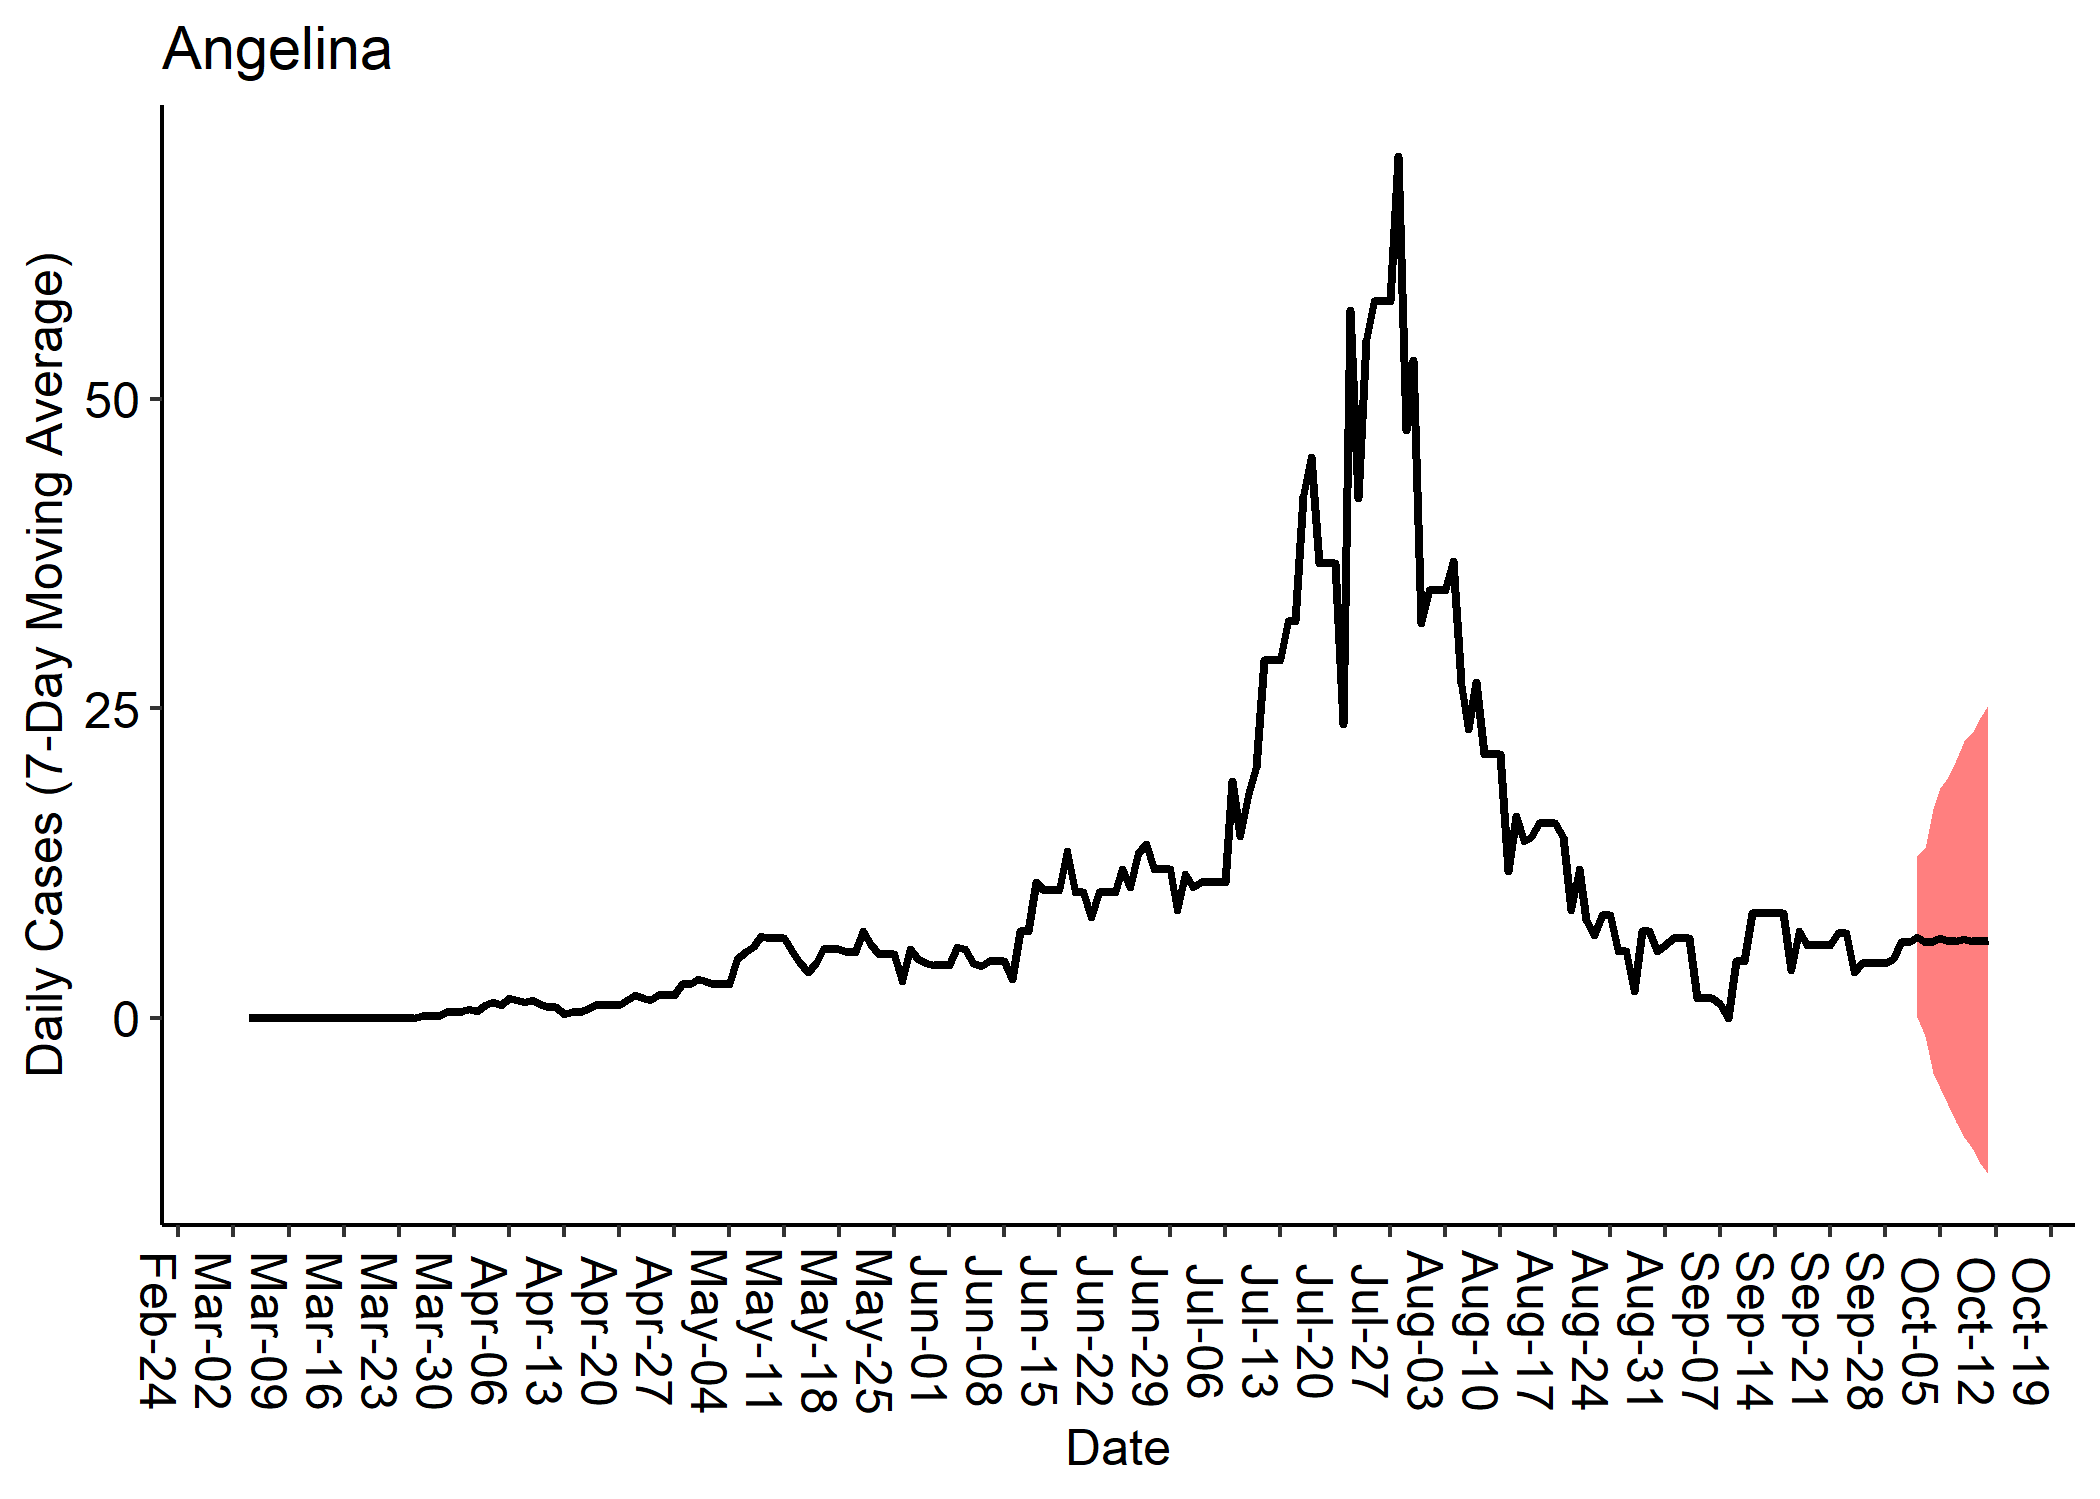 Angelina
Daily Cases (7-Day Moving Average)
50
25
0
Feb-24
Mar-02
Mar-09
Mar-16
Mar-23
Mar-30
Apr-06
Apr-13
Apr-20
Apr-27
May-04
May-11
May-18
May-25
Jun-01
Jun-08
Jun-15
Jun-22
Jun-29
Jul-06
Jul-13
Jul-20
Jul-27
Aug-03
Aug-10
Aug-17
Aug-24
Aug-31
Sep-07
Sep-14
Sep-21
Sep-28
Oct-05
Oct-12
Oct-19
Date